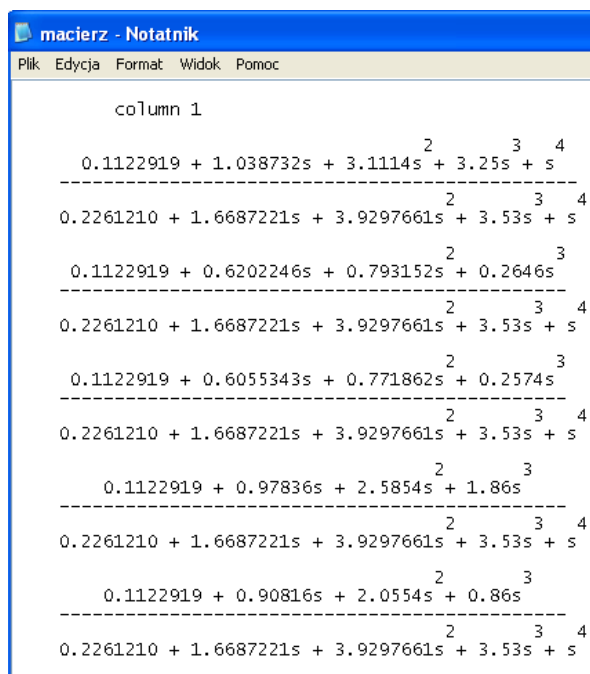 macierz - Notatnik
Plik Edycja Format Widok Pomoc
column 1
2 3 4
0.1122919 + 1.038732s + 3.1114s + 3.25s + s
--------------------------------------------------
2 3 4
0.2261210 + 1.6687221s + 3.9297661s + 3.53s + s
2 3
0.1122919 + 0.6202246s + 0.793152s + 0.2646s
--------------------------------------------------
2 3 4
0.2261210 + 1.6687221s + 3.9297661s + 3.53s + s
2 3
0.1122919 + 0.6055343s + 0.771862s + 0.2574s
--------------------------------------------------
2 3 4
0.2261210 + 1.6687221s + 3.9297661s + 3.53s + s
2 3
0.1122919 + 0.97836s + 2.5854s + 1.86s
--------------------------------------------------
2 3 4
0.2261210 + 1.6687221s + 3.9297661s + 3.53s + s
2 3
0.1122919 + 0.90816s + 2.0554s + 0.86s
--------------------------------------------------
2 3 4
0.2261210 + 1.6687221s + 3.9297661s + 3.53s + s